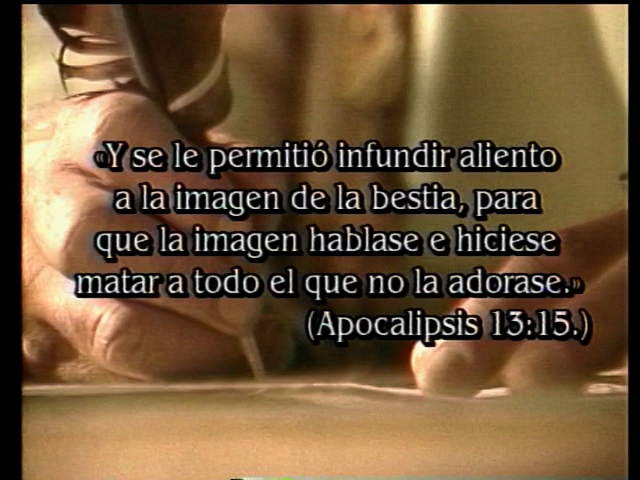 «Y se le permitió infundir aliento
a la imagen de la bestia, para
que la imagen hablase e hiciese
matar a todo el que no la adorase.»
(Apocalipsis 13:15.)